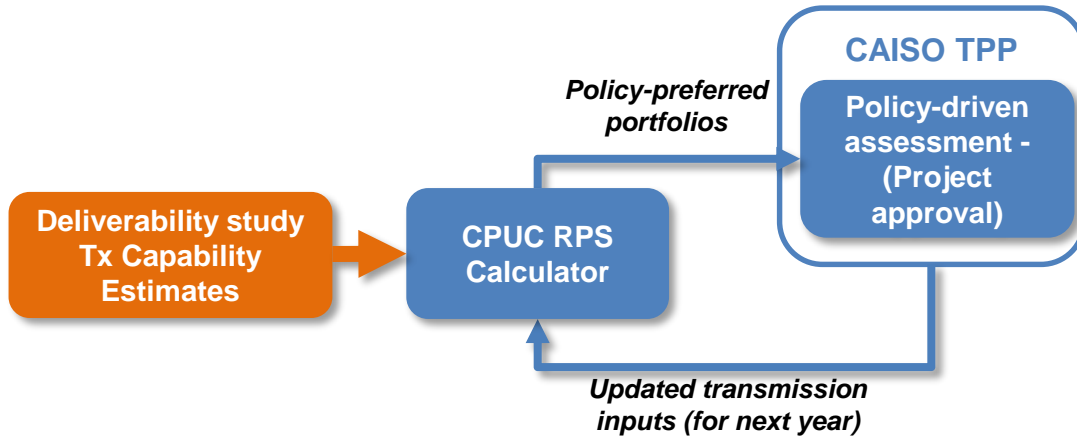 Deliverability study
Tx Capability
Estimates
CPUC RPS
Calculator
Policy-preferred
portfolios
CAISO TPP
Policy-driven
assessment -
(Project
approval)
Updated transmission
inputs (for next year)